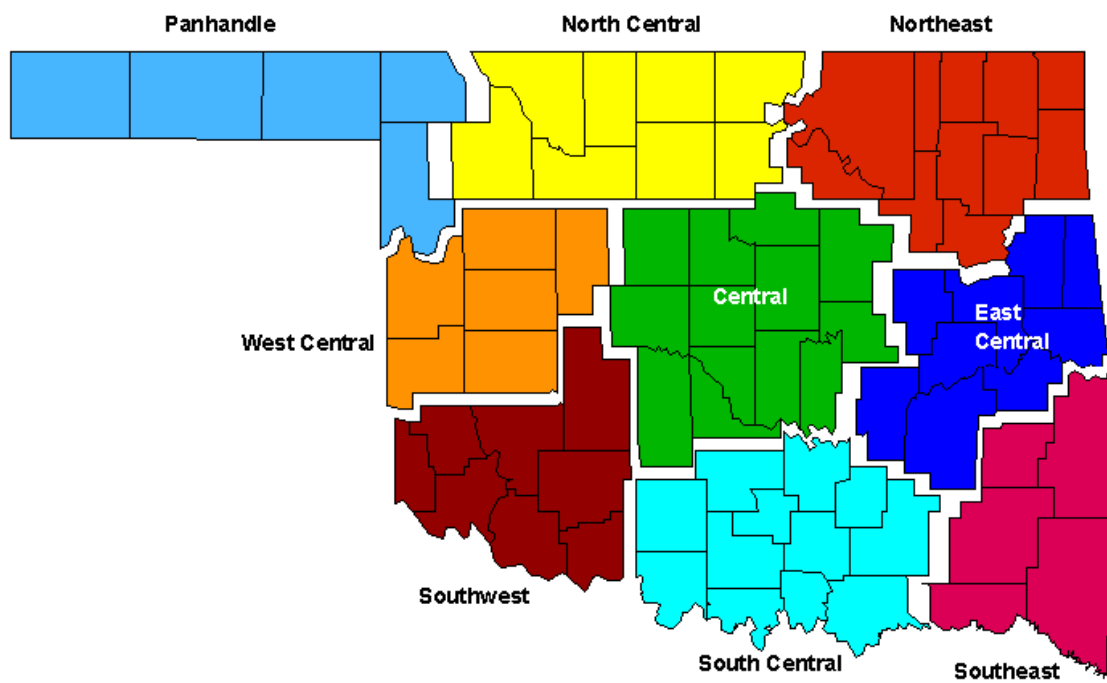 Panhandle
North Central
Northeast
Central
East
Central
West Central
Southwest
South Central
Southeast